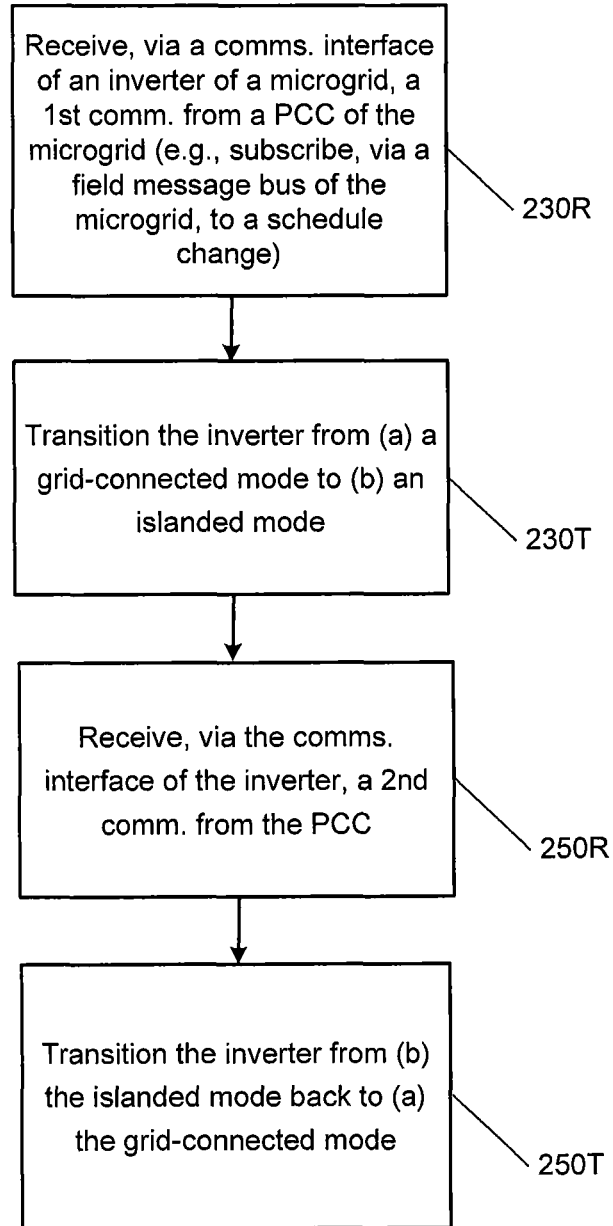 Receive, via a comms. interface
of an inverter of a microgrid, a
1st comm. from a PCC of the
microgrid (e.g., subscribe, via a
field message bus of the
microgrid, to a schedule
change)
230R
Transition the inverter from (a) a
grid-connected mode to (b) an
islanded mode
230T
Receive, via the comms.
interface of the inverter, a 2nd
comm. from the PCC
250R
Transition the inverter from (b)
the islanded mode back to (a)
the grid-connected mode
250T